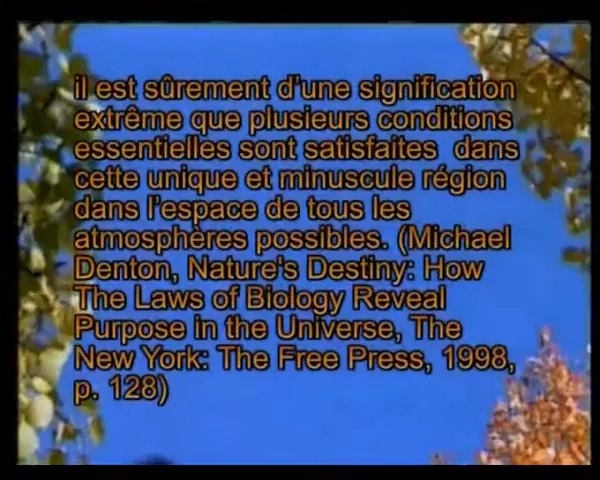 il est sûrement d'une signification
extrême que plusieurs conditions
essentielles sont satisfaites dans
cette unique et minuscule région
dans l'espace de tous les
atmosphères possibles. (Michael
Denton, Nature's Destiny: How
The Laws of Biology Reveal
Purpose in the Universe, The
New York: The Free Press, 1998,
p. 128)